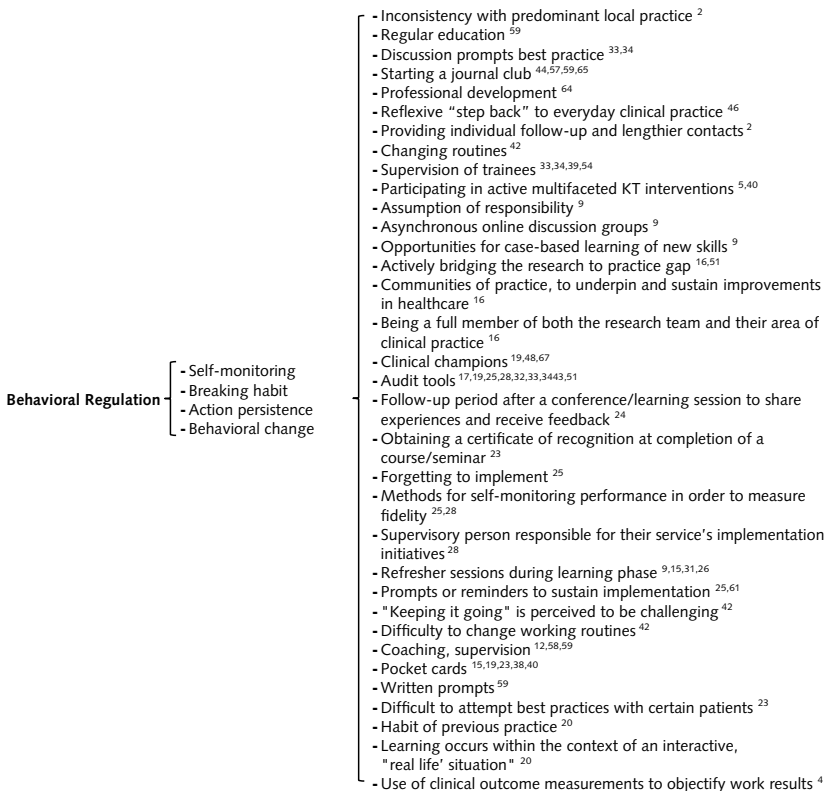 Behavioral Regulation
- Self-monitoring
- Breaking habit
- Action persistence
- Behavioral change
- Inconsistency with predominant local practice 2
- Regular education 59
- Discussion prompts best practice 33,34
- Starting a journal club 44,57,59,65
- Professional development 64
- Reflexive “step back” to everyday clinical practice 46
- Providing individual follow-up and lengthier contacts 2
- Changing routines 42
- Supervision of trainees 33,34,39,54
- Participating in active multifaceted KT interventions 5,40
- Assumption of responsibility 9
- Asynchronous online discussion groups 9
- Opportunities for case-based learning of new skills 9
- Actively bridging the research to practice gap 16,51
- Communities of practice, to underpin and sustain improvements
in healthcare 16
- Being a full member of both the research team and their area of
clinical practice 16
- Clinical champions 19,48,67
- Audit tools 17,19,25,28,32,33,3443,51
- Follow-up period after a conference/learning session to share
experiences and receive feedback 24
- Obtaining a certificate of recognition at completion of a
course/seminar 23
- Forgetting to implement 25
- Methods for self-monitoring performance in order to measure
fidelity 25,28
- Supervisory person responsible for their service’s implementation
initiatives 28
- Refresher sessions during learning phase 9,15,31,26
- Prompts or reminders to sustain implementation 25,61
- "Keeping it going" is perceived to be challenging 42
- Difficulty to change working routines 42
- Coaching, supervision 12,58,59
- Pocket cards 15,19,23,38,40
- Written prompts 59
- Difficult to attempt best practices with certain patients 23
- Habit of previous practice 20
- Learning occurs within the context of an interactive,
"real life’ situation" 20
- Use of clinical outcome measurements to objectify work results 4